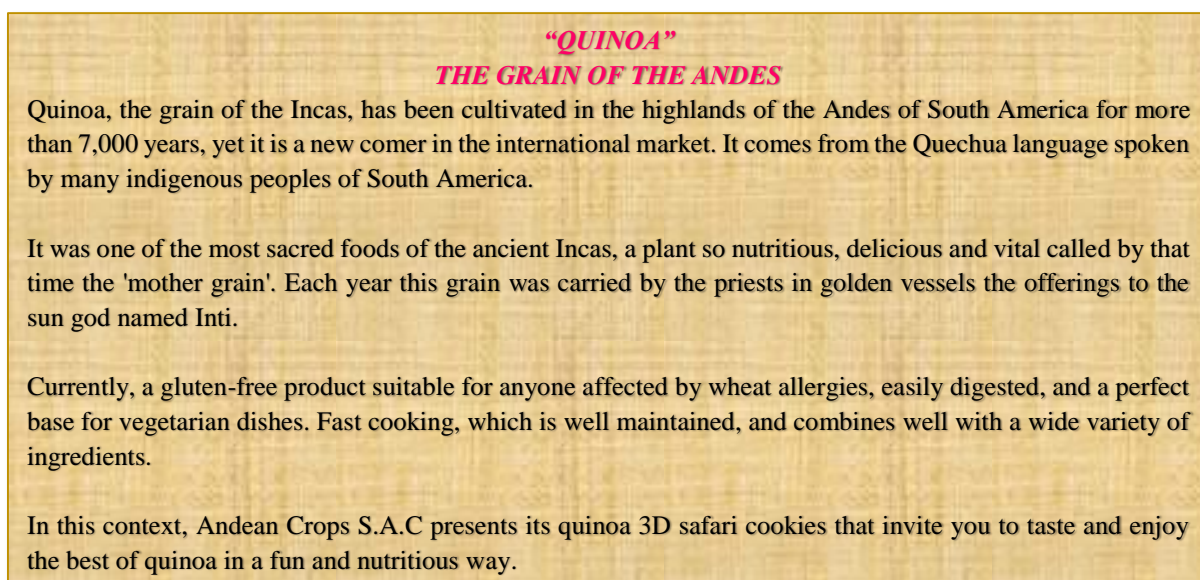 “QUINOA”
THE GRAIN OF THE ANDES
Quinoa, the grain of the Incas, has been cultivated in the highlands of the Andes of South America for more
than 7,000 years, yet it is a new comer in the international market. It comes from the Quechua language spoken
by many indigenous peoples of South America.
It was one of the most sacred foods of the ancient Incas, a plant so nutritious, delicious and vital called by that
time the 'mother grain'. Each year this grain was carried by the priests in golden vessels the offerings to the
sun god named Inti.
Currently, a gluten-free product suitable for anyone affected by wheat allergies, easily digested, and a perfect
base for vegetarian dishes. Fast cooking, which is well maintained, and combines well with a wide variety of
ingredients.
In this context, Andean Crops S.A.C presents its quinoa 3D safari cookies that invite you to taste and enjoy
the best of quinoa in a fun and nutritious way.